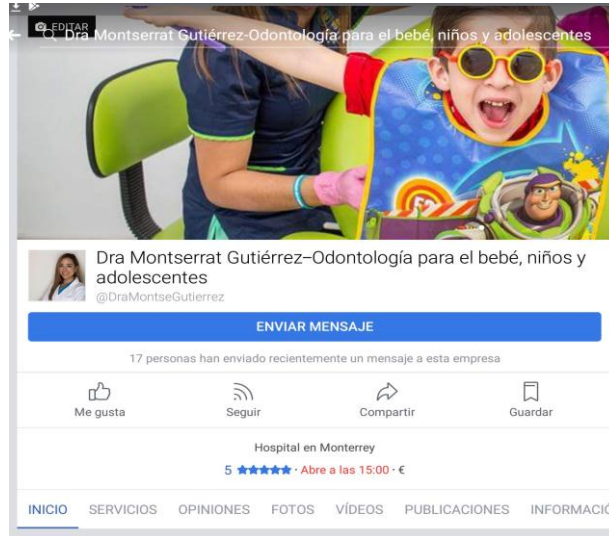 EDITAR
Dra Montserrat Gutiérrez-Odontología para el bebé, niños y adolescentes
Dra Montserrat Gutiérrez–Odontología para el bebé, niños y
adolescentes
@DraMontseGutierrez
ENVIAR MENSAJE
17 personas han enviado recientemente un mensaje a esta empresa
Me gusta Seguir Compartir Guardar
Hospital en Monterrey
5 ★★★★★ · Abre a las 15:00 · €
INICIO SERVICIOS OPINIONES FOTOS VÍDEOS PUBLICACIONES INFORMACIÓ